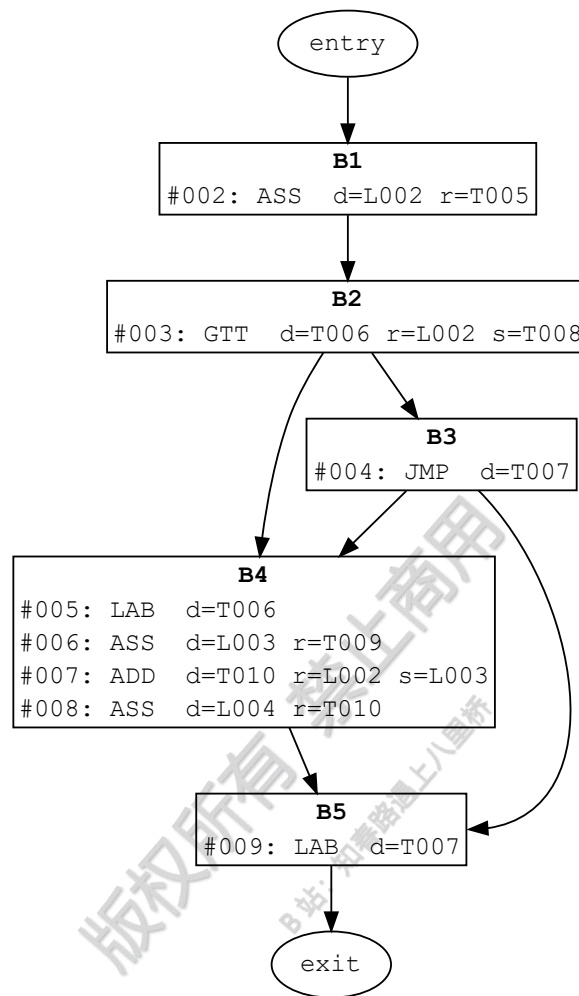 entry
B1
#002: ASS d=L002 r=T005
B2
#003: GTT d=T006 r=L002 s=T008
B3
#004: JMP d=T007
B4
#005: LAB d=T006
#006: ASS d=L003 r=T009
#007: ADD d=T010 r=L002 s=L003
#008: ASS d=L004 r=T010
B5
#009: LAB d=T007
exit
版权所有 禁止商用
B 站：知春路遇上八里桥